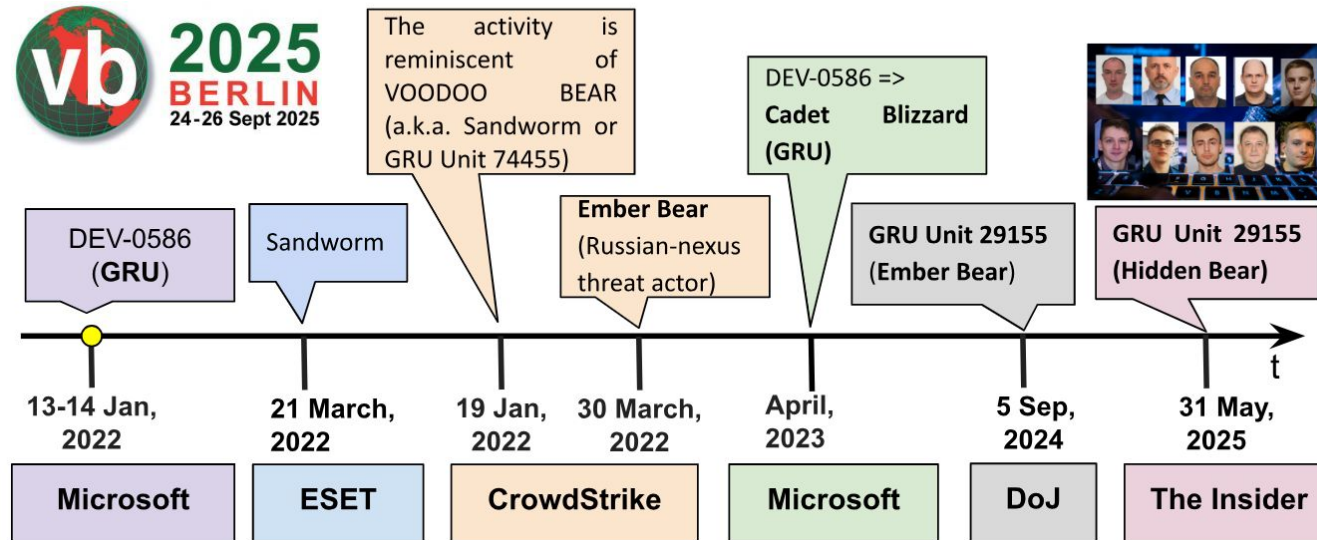 vb
2025
BERLIN
24-26 Sept 2025
The activity is
reminiscent of
VOODOO BEAR
(a.k.a. Sandworm or
GRU Unit 74455)
DEV-0586 =>
Cadet Blizzard
(GRU)
DEV-0586
(GRU)
Sandworm
Ember Bear
(Russian-nexus
threat actor)
GRU Unit 29155
(Ember Bear)
GRU Unit 29155
(Hidden Bear)
t
13-14 Jan,
2022
21 March,
2022
19 Jan,
2022
30 March,
2022
April,
2023
5 Sep,
2024
31 May,
2025
Microsoft
ESET
CrowdStrike
Microsoft
DoJ
The Insider